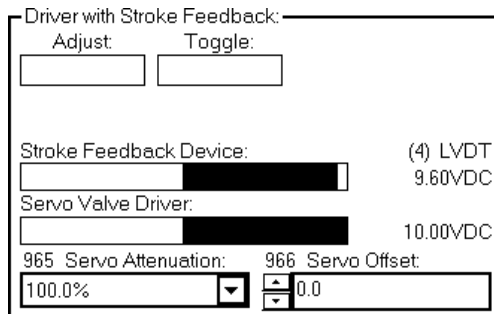 Driver with Stroke Feedback:
Adjust: Toggle:
Stroke Feedback Device: (4) LVDT
9.60VDC
Servo Valve Driver:
10.00VDC
965 Servo Attenuation: 966 Servo Offset:
100.0% 0.0